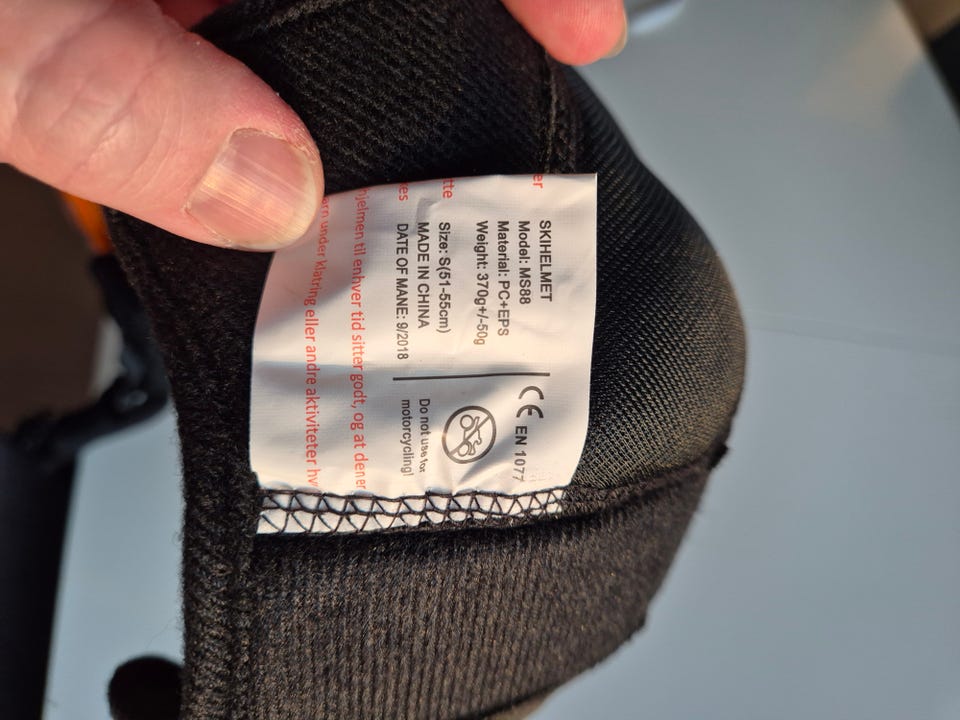 SKIHELMET
Model: MS88
Material: PC+EPS
Weight: 370g+/-50g
Size: S(51-55cm)
MADE IN CHINA
DATE OF MANE: 9/2018
CE EN 1077
Do not use for
motorcycling!
er
tte
es
hjelmen til enhver tid sitter godt, og at den er
ern under klatring eller andre aktiviteter hv